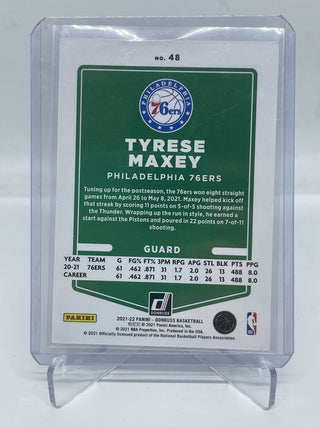 NO. 48
PHILADELPHIA
76ERS
TYRESE
MAXEY
PHILADELPHIA 76ERS
Tuning up for the postseason, the 76ers won eight straight
games from April 26 to May 8, 2021. Maxey helped kick off
that streak by scoring 11 points on 5-of-5 shooting against
the Thunder. Wrapping up the run in style, he earned a
start against the Pistons and poured in 22 points on 7-of-11
shooting.
GUARD
YEAR TEAM G FG% FT% 3PM RPG APG STL BLK PTS PPG
20-21 76ERS 61 .462 .871 31 1.7 2.0 26 13 488 8.0
CAREER 61 .462 .871 31 1.7 2.0 26 13 488 8.0
DONRUSS
PANINI
2021-22 PANINI – DONRUSS BASKETBALL
© 2021 Panini America, Inc.
© 2021 NBA Properties, Inc. Produced in the USA.
© 2021 Officially licensed product of the National Basketball Players Association.